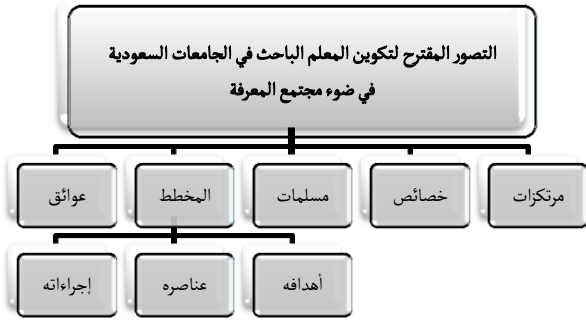 التصور المقترح لتكوين المعلم الباحث في الجامعات السعودية
في ضوء مجتمع المعرفة
مرتكزات
خصائص
مسلمات
المخطط
عوائق
أهدافه
عناصره
إجراءاته